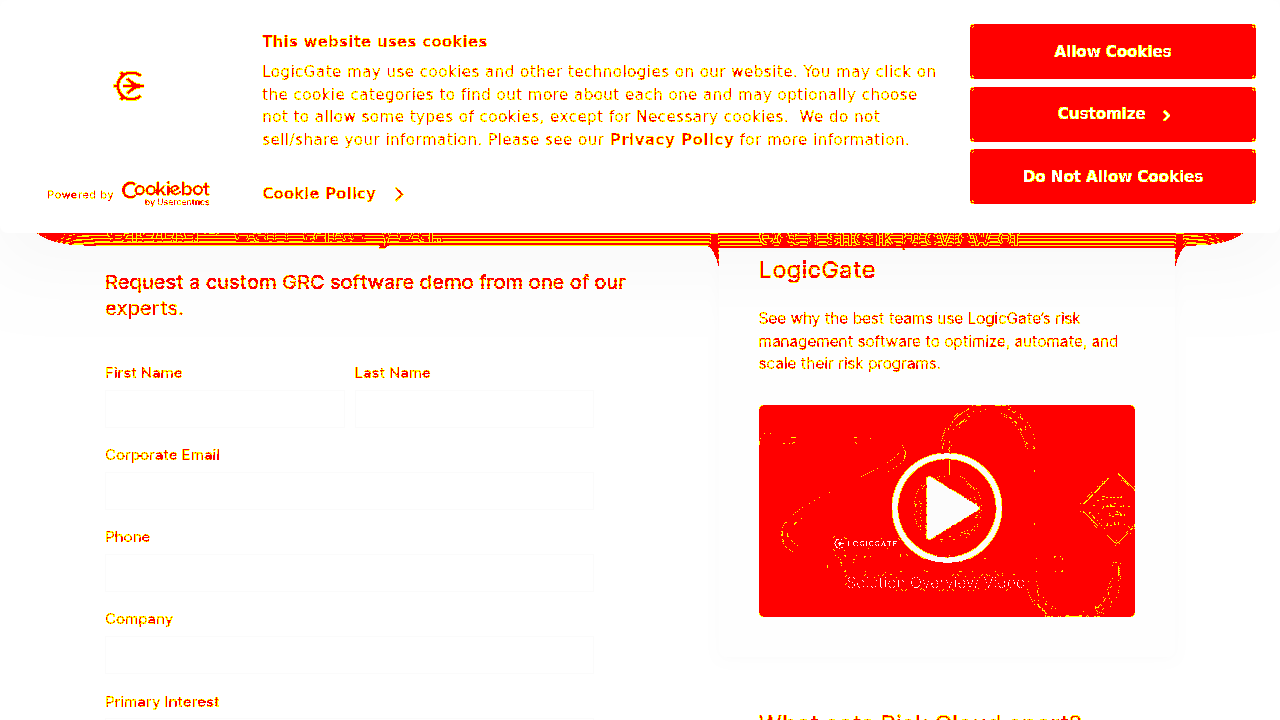 This website uses cookies
LogicGate may use cookies and other technologies on our website. You may click on
the cookie categories to find out more about each one and may optionally choose
not to allow some types of cookies, except for Necessary cookies.  We do not
sell/share your information. Please see our Privacy Policy for more information.
Cookie Policy
Powered by Cookiebot
by Usercentrics
Allow Cookies
Customize
Do Not Allow Cookies
Request a custom GRC software demo from one of our
experts.
First Name Last Name
Corporate Email
Phone
Company
Primary Interest
LogicGate
See why the best teams use LogicGate's risk
management software to optimize, automate, and
scale their risk programs.
LOGICGATE
Solution Overview Video
What sets Risk Cloud apart?